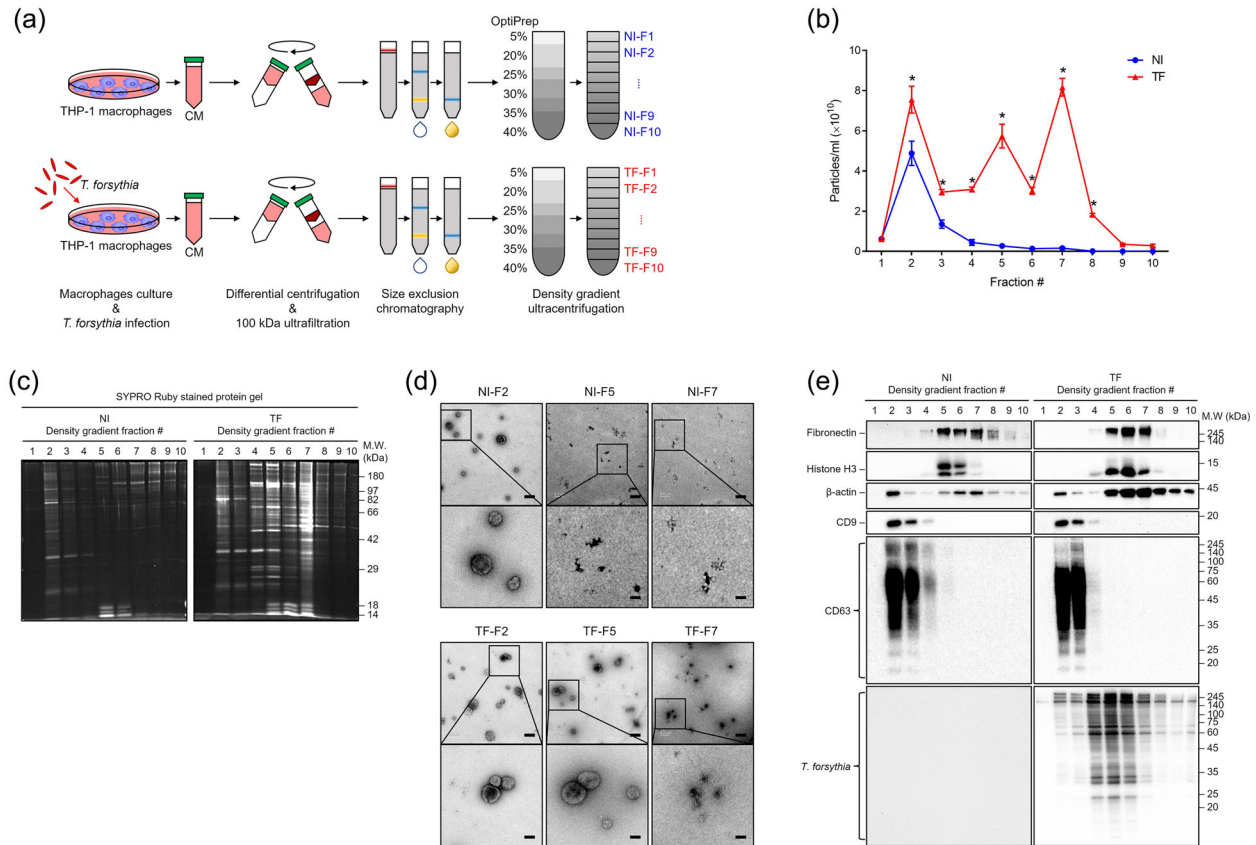 (a)
OptiPrep
5%
20%
25%
30%
35%
40%
NI-F1
NI-F2
...
NI-F9
NI-F10
THP-1 macrophages
CM
T. forsythia
THP-1 macrophages
CM
5%
20%
25%
30%
35%
40%
TF-F1
TF-F2
...
TF-F9
TF-F10
Macrophages culture
&
T. forsythia infection
Differential centrifugation
&
100 kDa ultrafiltration
Size exclusion
chromatography
Density gradient
ultracentrifugation
(b)
Particles/ml (×10¹⁰)
10
8
6
4
2
0
NI
TF
* * * * * * * 
1 2 3 4 5 6 7 8 9 10
Fraction #
(c)
SYPRO Ruby stained protein gel
NI
Density gradient fraction #
TF
Density gradient fraction #
1 2 3 4 5 6 7 8 9 10
1 2 3 4 5 6 7 8 9 10
M.W.
(kDa)
180
97
82
66
42
29
18
14
(d)
NI-F2 NI-F5 NI-F7
TF-F2 TF-F5 TF-F7
(e)
NI
Density gradient fraction #
TF
Density gradient fraction #
1 2 3 4 5 6 7 8 9 10
1 2 3 4 5 6 7 8 9 10
M.W (kDa)
Fibronectin
245
140
Histone H3
15
β-actin
45
CD9
20
CD63
245
140
100
75
60
45
35
25
20
T. forsythia
245
140
100
75
60
45
35
25
20